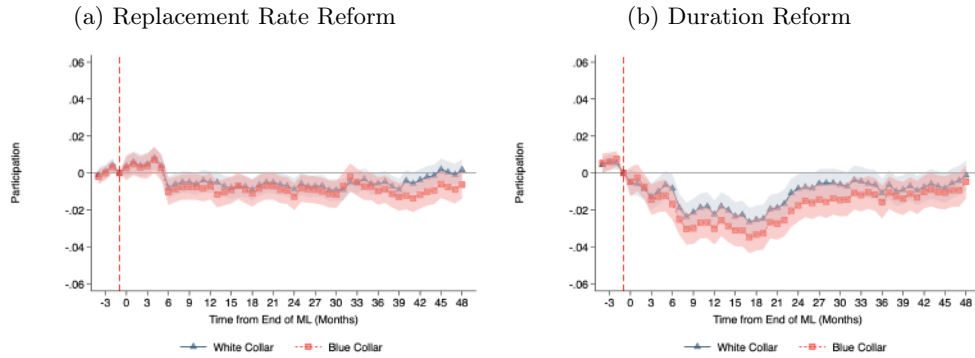 (a) Replacement Rate Reform
.06
.04
.02
0
-.02
-.04
-.06
Participation
-3 0 3 6 9 12 15 18 21 24 27 30 33 36 39 42 45 48
Time from End of ML (Months)
White Collar Blue Collar
(b) Duration Reform
.06
.04
.02
0
-.02
-.04
-.06
Participation
-3 0 3 6 9 12 15 18 21 24 27 30 33 36 39 42 45 48
Time from End of ML (Months)
White Collar Blue Collar